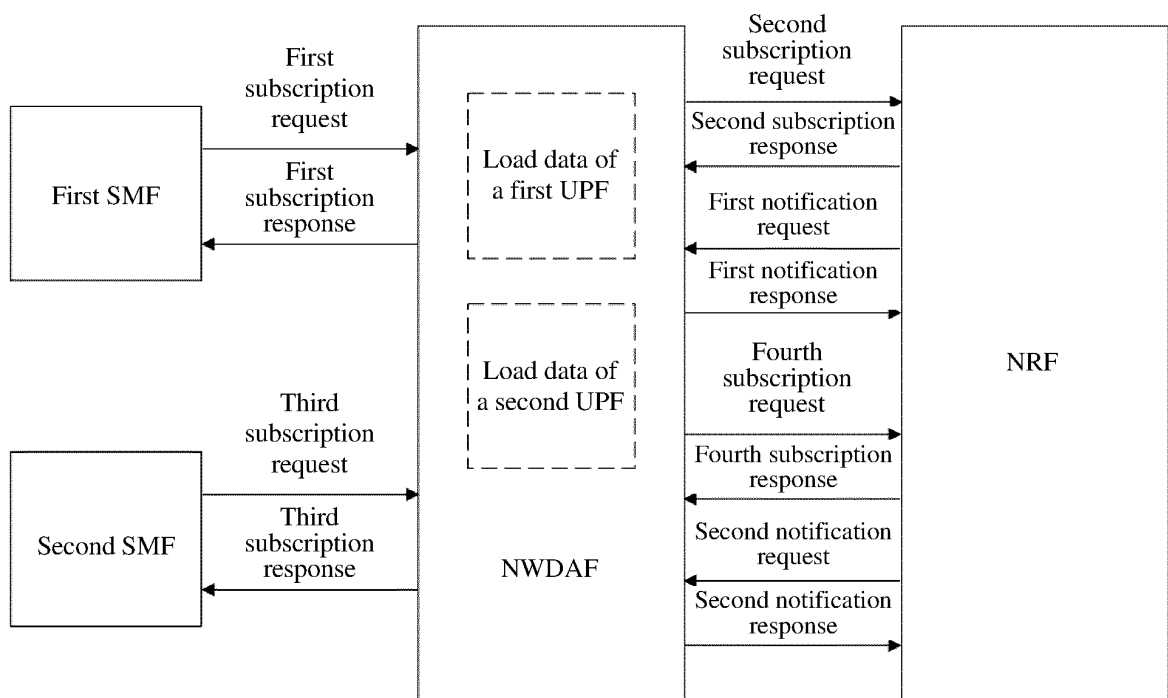 First SMF
First
subscription
request
First
subscription
response
Second SMF
Third
subscription
request
Third
subscription
response
Load data of
a first UPF
Load data of
a second UPF
NWDAF
Second
subscription
request
Second subscription
response
First notification
request
First notification
response
Fourth
subscription
request
Fourth subscription
response
Second notification
request
Second notification
response
NRF